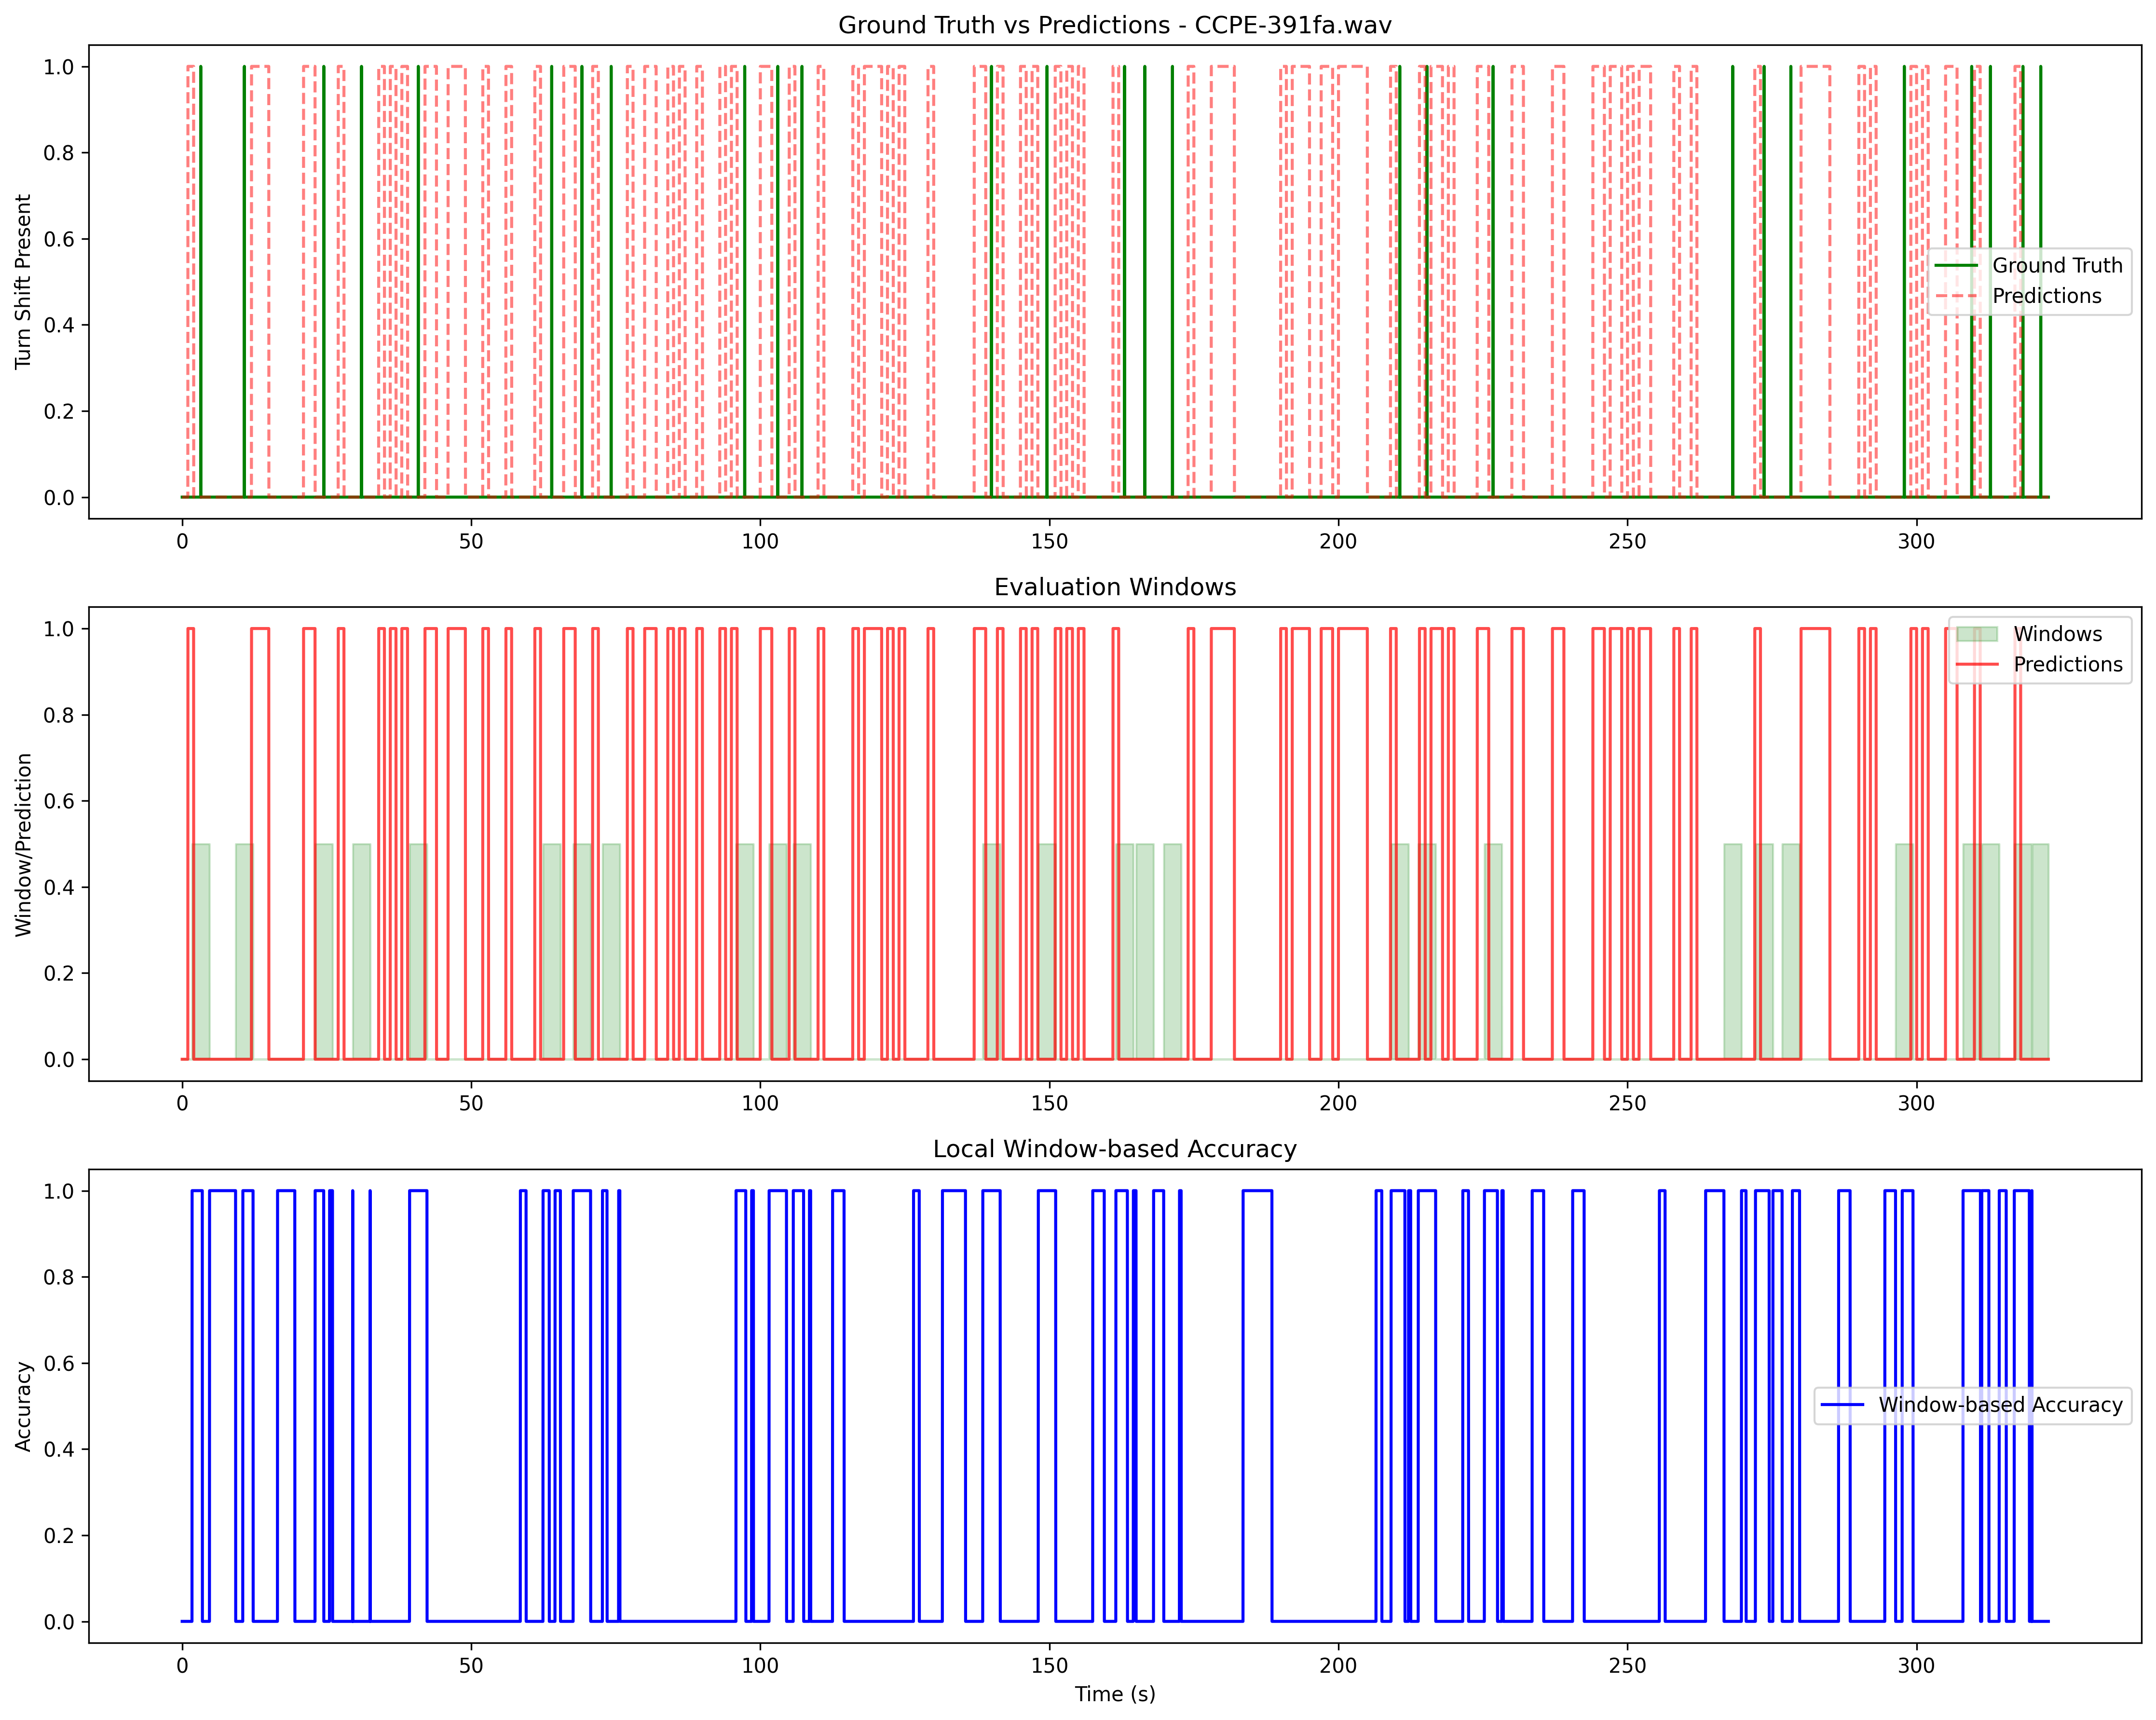 Ground Truth vs Predictions - CCPE-391fa.wav
Turn Shift Present
1.0
0.8
0.6
0.4
0.2
0.0
Ground Truth
Predictions
0 50 100 150 200 250 300
Evaluation Windows
Window/Prediction
1.0
0.8
0.6
0.4
0.2
0.0
Windows
Predictions
0 50 100 150 200 250 300
Local Window-based Accuracy
Accuracy
1.0
0.8
0.6
0.4
0.2
0.0
Window-based Accuracy
0 50 100 150 200 250 300
Time (s)